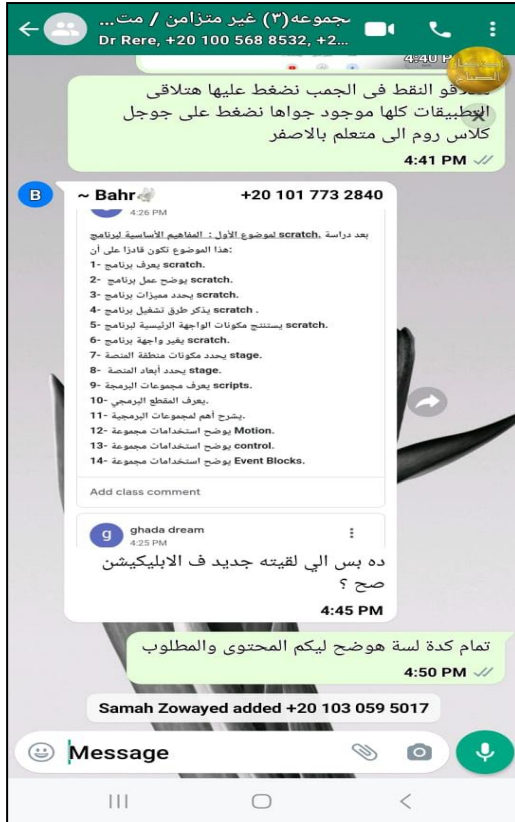 مجموعه(٣) غير متزامن / مت...
Dr Rere, +20 100 568 8532, +2...
النقط فى الجمب نضغط عليها هتلاقى
التطبيقات كلها موجود جواها نضغط على جوجل
كلاس روم الى متعلم بالاصفر
4:41 PM
B
~ Bahr +20 101 773 2840
4:26 PM
بعد دراسة .scratch لموضوع الأول : المفاهيم الأساسية لبرنامج
هذا الموضوع تكون قادرًا على أن:
1- يعرف برنامج scratch.
2- يوضح عمل برنامج scratch.
3- يحدد مميزات برنامج scratch.
4- يذكر طرق تشغيل برنامج scratch .
5- يستنتج مكونات الواجهة الرئيسية لبرنامج scratch.
6- يغير واجهة برنامج scratch.
7- يحدد مكونات منطقة المنصة stage.
8- يحدد أبعاد المنصة stage.
9- يعرف مجموعات البرمجة scripts.
10- يعرف المقطع البرمجي.
11- يشرح أهم لمجموعات البرمجية.
12- يوضح استخدامات مجموعة Motion.
13- يوضح استخدامات مجموعة control.
14- يوضح استخدامات مجموعة Event Blocks.
Add class comment
g
ghada dream
4:25 PM
ده بس الي لقيته جديد ف الابليكيشن
صح ؟
4:45 PM
تمام كدة لسة هوضح ليكم المحتوى والمطلوب
4:50 PM
Samah Zowayed added +20 103 059 5017
Message